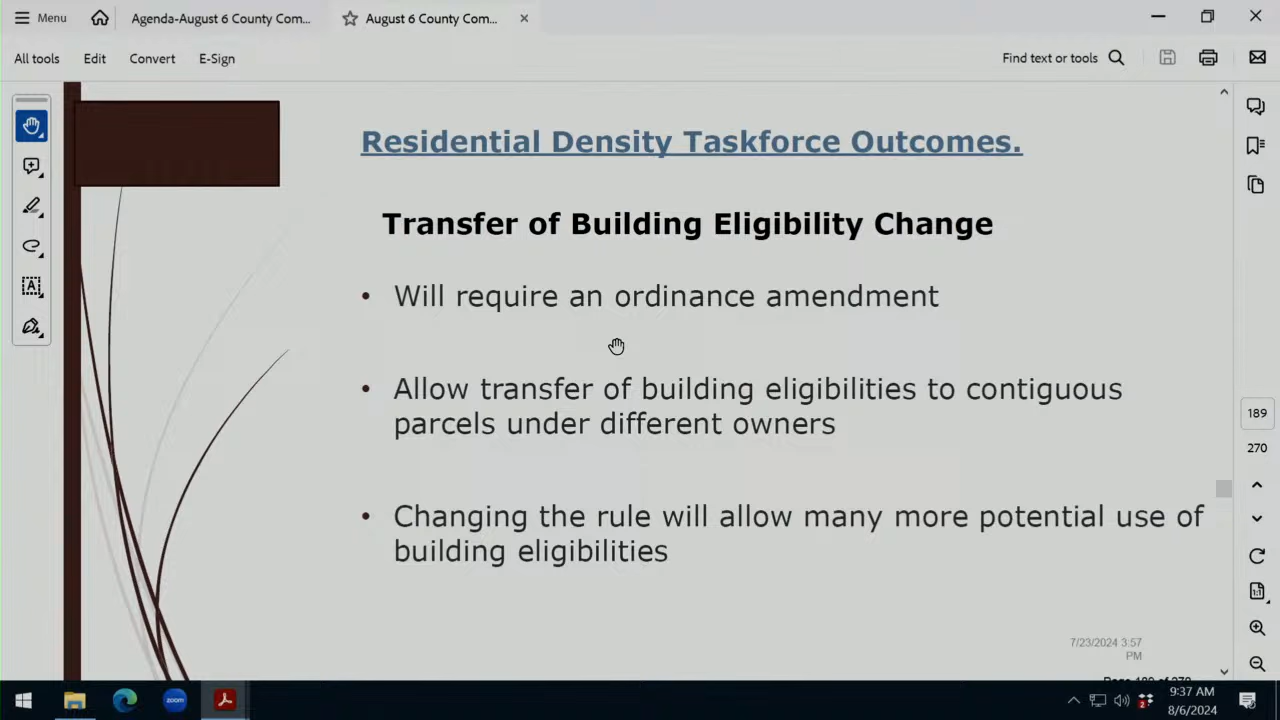 Menu
Agenda-August 6 County Com...
August 6 County Com...
All tools
Edit
Convert
E-Sign
Find text or tools
Residential Density Taskforce Outcomes.
Transfer of Building Eligibility Change
• Will require an ordinance amendment
• Allow transfer of building eligibilities to contiguous
parcels under different owners
• Changing the rule will allow many more potential use of
building eligibilities
189
270
7/23/2024 3:57
PM
zoom
9:37 AM
8/6/2024